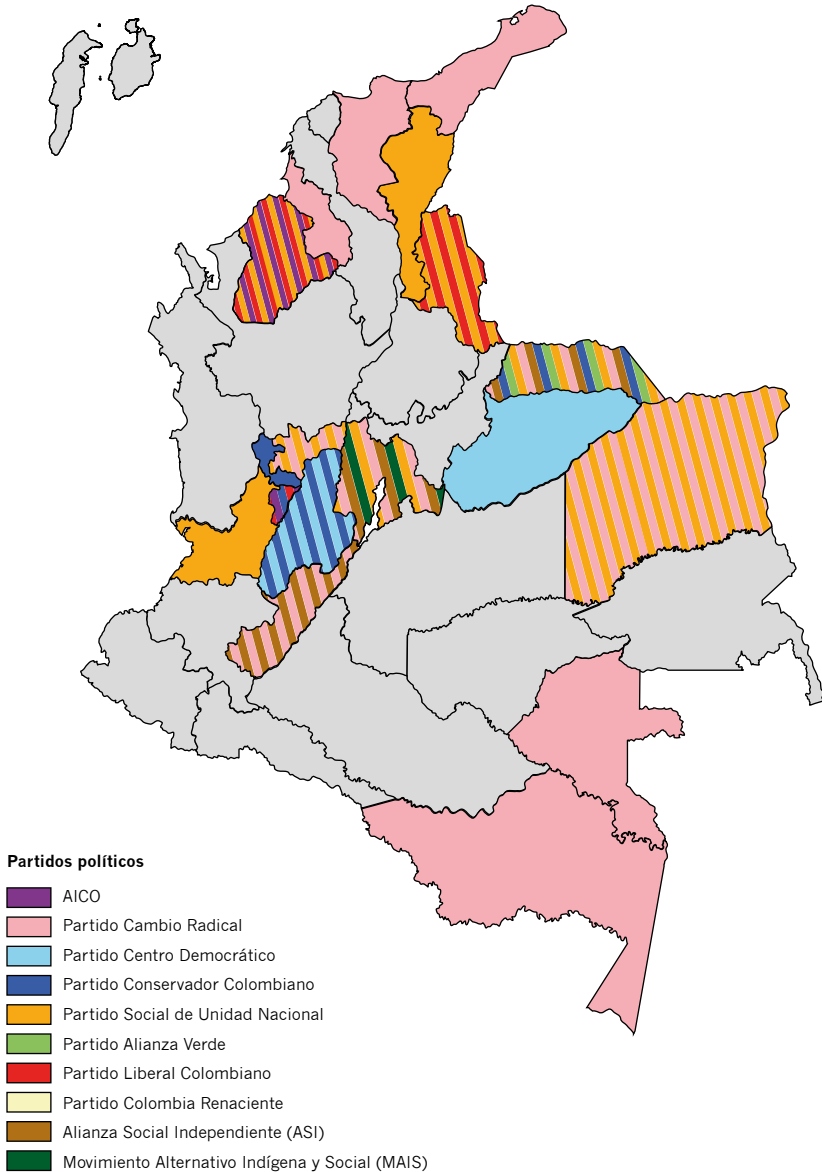 Partidos políticos
AICO
Partido Cambio Radical
Partido Centro Democrático
Partido Conservador Colombiano
Partido Social de Unidad Nacional
Partido Alianza Verde
Partido Liberal Colombiano
Partido Colombia Renaciente
Alianza Social Independiente (ASI)
Movimiento Alternativo Indígena y Social (MAIS)